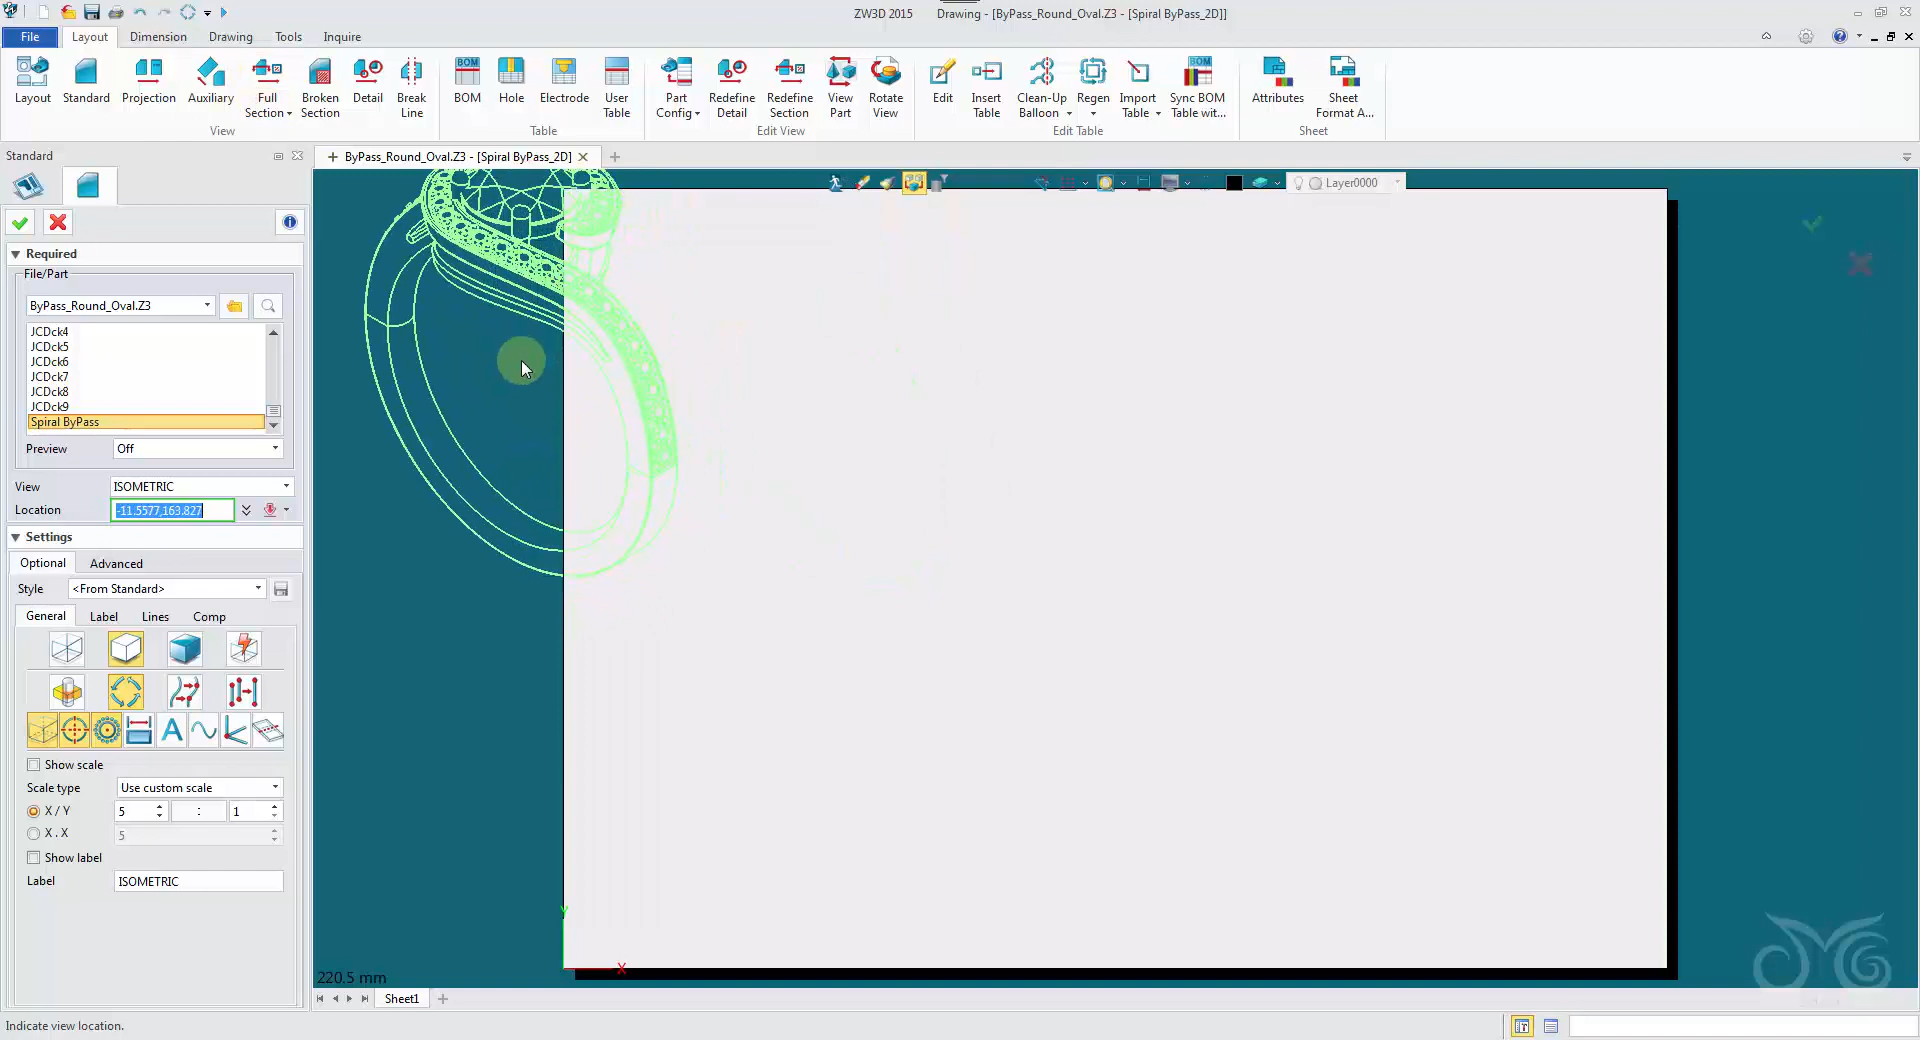 ZW3D 2015 Drawing - [ByPass_Round_Oval.Z3 - [Spiral ByPass_2D]]
File Layout Dimension Drawing Tools Inquire
Layout Standard Projection Auxiliary Full Section Broken Section Detail Break Line
View
BOM Hole Electrode User Table
Table
Part Config Redefine Detail Redefine Section View Part Rotate View
Edit View
Edit Insert Table Clean-Up Balloon Regen Import Table Sync BOM Table wit...
Edit Table
Attributes Sheet Format A...
Sheet
Standard
ByPass_Round_Oval.Z3 - [Spiral ByPass_2D]
Layer0000
Required
File/Part
ByPass_Round_Oval.Z3
JCDck4
JCDck5
JCDck6
JCDck7
JCDck8
JCDck9
Spiral ByPass
Preview Off
View ISOMETRIC
Location -11.5577,163.827
Settings
Optional Advanced
Style <From Standard>
General Label Lines Comp
Show scale
Scale type Use custom scale
X / Y 5 : 1
X . X 5
Show label
Label ISOMETRIC
Y
X
220.5 mm
Sheet1
Indicate view location.